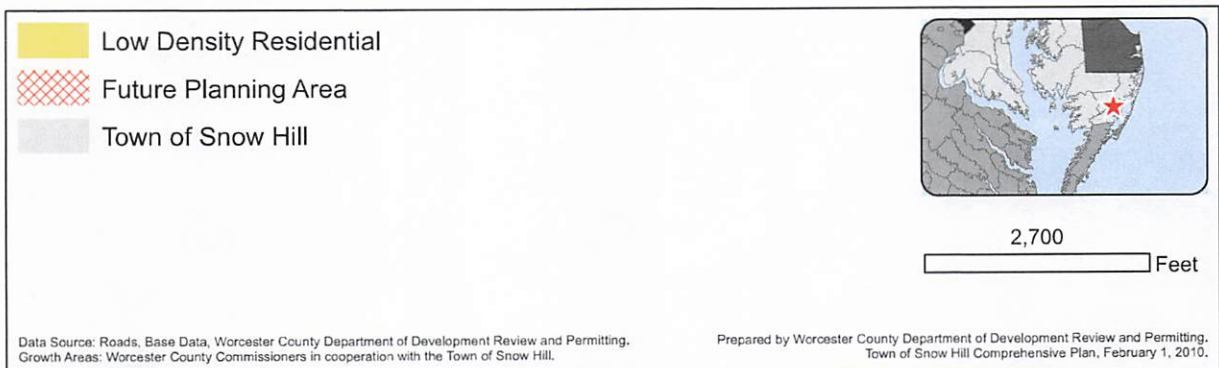 Low Density Residential
Future Planning Area
Town of Snow Hill
2,700
Feet
Data Source: Roads, Base Data, Worcester County Department of Development Review and Permitting.
Growth Areas: Worcester County Commissioners in cooperation with the Town of Snow Hill.
Prepared by Worcester County Department of Development Review and Permitting.
Town of Snow Hill Comprehensive Plan, February 1, 2010.